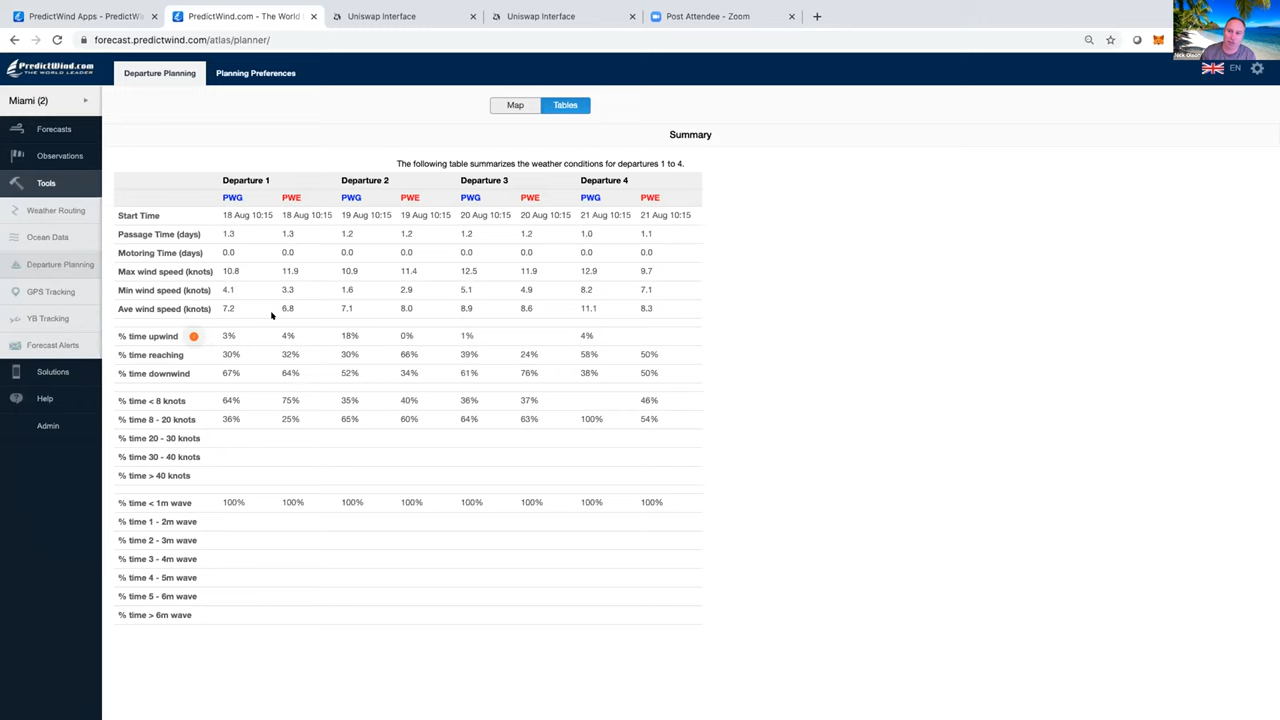 PredictWind Apps - PredictWi
PredictWind.com - The World
Uniswap Interface
Uniswap Interface
Post Attendee - Zoom
forecast.predictwind.com/atlas/planner/
PredictWind.com
THE WORLD LEADER
Departure Planning
Planning Preferences
EN
Miami (2)
Forecasts
Observations
Tools
Weather Routing
Ocean Data
Departure Planning
GPS Tracking
YB Tracking
Forecast Alerts
Solutions
Help
Admin
Map
Tables
Summary
The following table summarizes the weather conditions for departures 1 to 4.
Departure 1 Departure 2 Departure 3 Departure 4
PWG PWE PWG PWE PWG PWE PWG PWE
Start Time 18 Aug 10:15 18 Aug 10:15 19 Aug 10:15 19 Aug 10:15 20 Aug 10:15 20 Aug 10:15 21 Aug 10:15 21 Aug 10:15
Passage Time (days) 1.3 1.3 1.2 1.2 1.2 1.2 1.0 1.1
Motoring Time (days) 0.0 0.0 0.0 0.0 0.0 0.0 0.0 0.0
Max wind speed (knots) 10.8 11.9 10.9 11.4 12.5 11.9 12.9 9.7
Min wind speed (knots) 4.1 3.3 1.6 2.9 5.1 4.9 8.2 7.1
Ave wind speed (knots) 7.2 6.8 7.1 8.0 8.9 8.6 11.1 8.3
% time upwind 3% 4% 18% 0% 1% 4%
% time reaching 30% 32% 30% 66% 39% 24% 58% 50%
% time downwind 67% 64% 52% 34% 61% 76% 38% 50%
% time < 8 knots 64% 75% 35% 40% 36% 37% 46%
% time 8 - 20 knots 36% 25% 65% 60% 64% 63% 100% 54%
% time 20 - 30 knots
% time 30 - 40 knots
% time > 40 knots
% time < 1m wave 100% 100% 100% 100% 100% 100% 100% 100%
% time 1 - 2m wave
% time 2 - 3m wave
% time 3 - 4m wave
% time 4 - 5m wave
% time 5 - 6m wave
% time > 6m wave